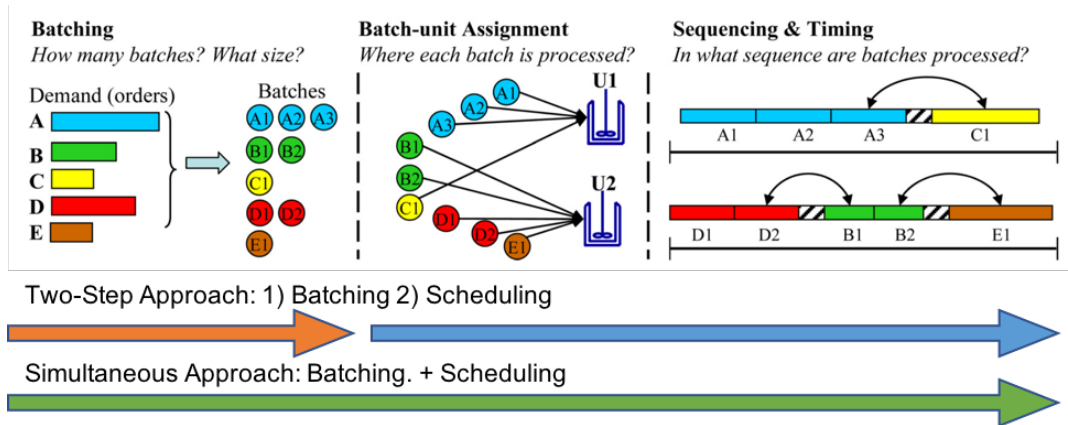 Batching
How many batches? What size?
Demand (orders)
A
B
C
D
E
Batches
A1 A2 A3
B1 B2
C1
D1 D2
E1
Batch-unit Assignment
Where each batch is processed?
A1
A2
A3
B1
B2
C1
D1
D2
E1
U1
U2
Sequencing & Timing
In what sequence are batches processed?
A1 A2 A3 C1
D1 D2 B1 B2 E1
Two-Step Approach: 1) Batching 2) Scheduling
Simultaneous Approach: Batching. + Scheduling